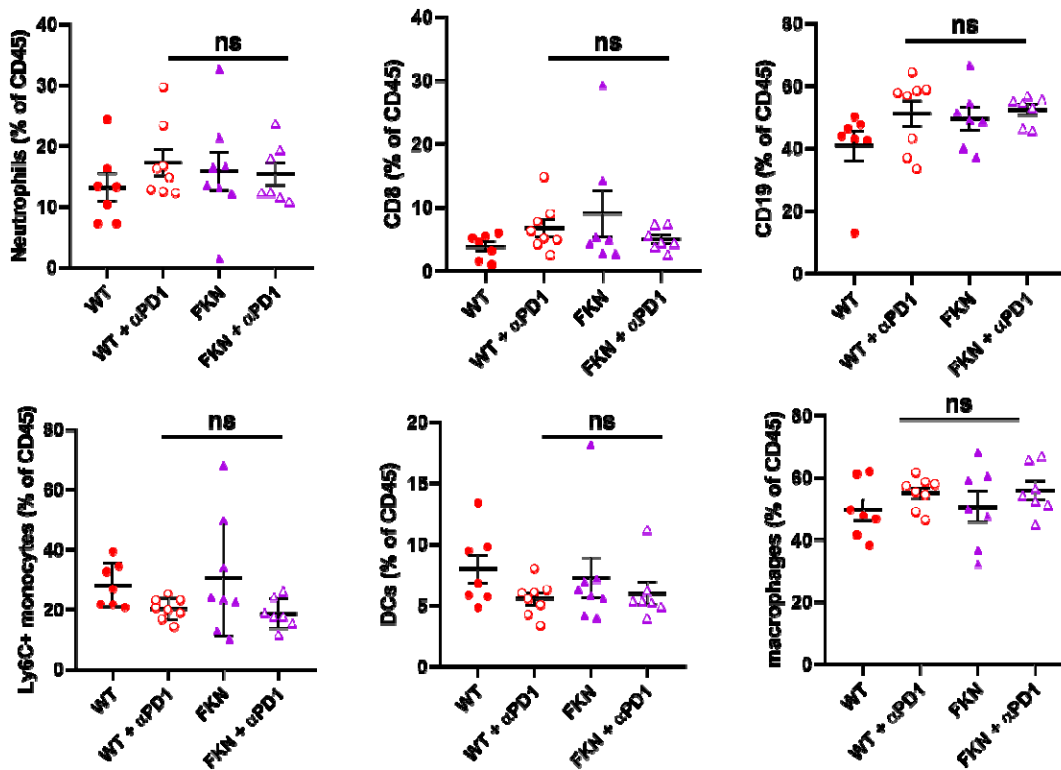 Neutrophils (% of CD45)
40
30
20
10
0
ns
WT
WT + αPD1
FKN
FKN + αPD1
CD8 (% of CD45)
40
30
20
10
0
ns
WT
WT + αPD1
FKN
FKN + αPD1
CD19 (% of CD45)
80
60
40
20
0
ns
WT
WT + αPD1
FKN
FKN + αPD1
Ly6C+ monocytes (% of CD45)
80
60
40
20
0
ns
WT
WT + αPD1
FKN
FKN + αPD1
DCs (% of CD45)
20
15
10
5
0
ns
WT
WT + αPD1
FKN
FKN + αPD1
macrophages (% of CD45)
80
60
40
20
0
ns
WT
WT + αPD1
FKN
FKN + αPD1